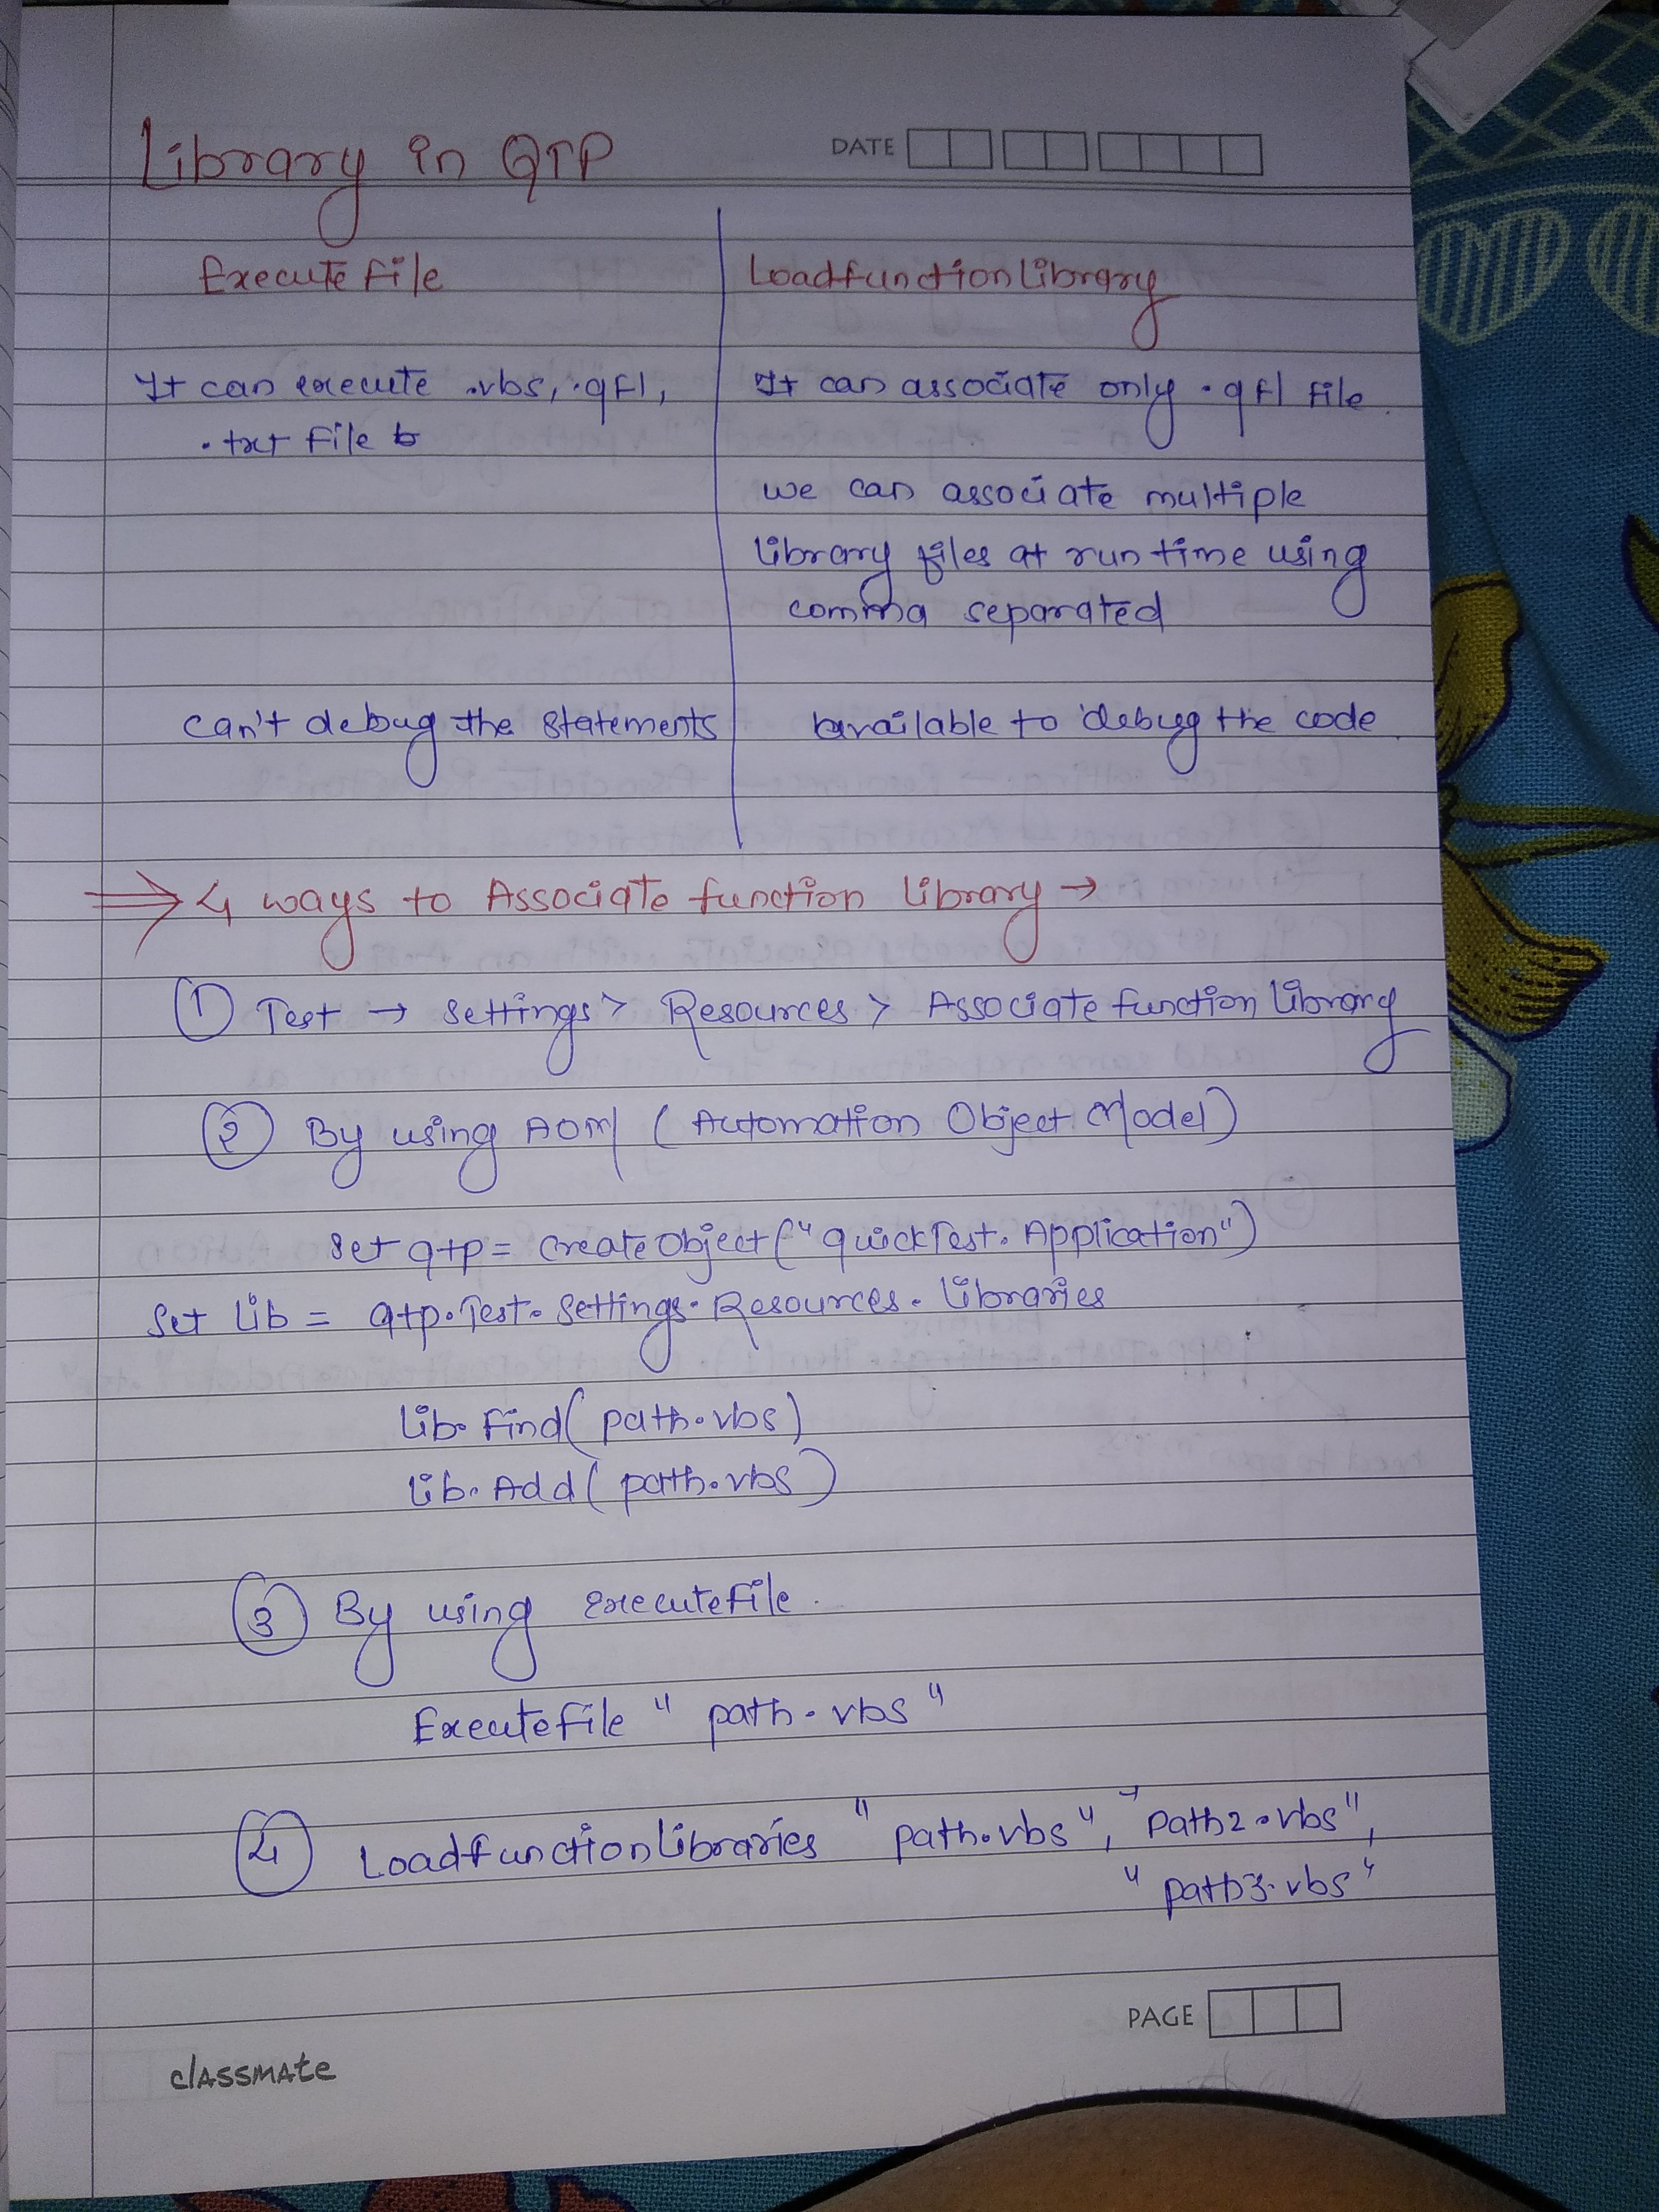 Library in QTP
DATE
Executefile
LoadfunctionLibrary
It can execute .vbs, .qfl,
.txt file
It can associate only .qfl file.
we can associate multiple
library files at run time using
comma separated
can't debug the statements
available to debug the code.
⇒ 4 ways to Associate function Library →
① Test → Settings > Resources > Associate function Library
② By using AOM (Automation Object Model)
Set qtp = CreateObject("quickTest.Application")
Set Lib = qtp.Test.Settings.Resources.Libraries
Lib.Find(path.vbs)
Lib.Add(path.vbs)
③ By using executefile.
Executefile "path.vbs"
④ LoadfunctionLibraries "path.vbs", "path2.vbs",
"path3.vbs"
PAGE
classmate